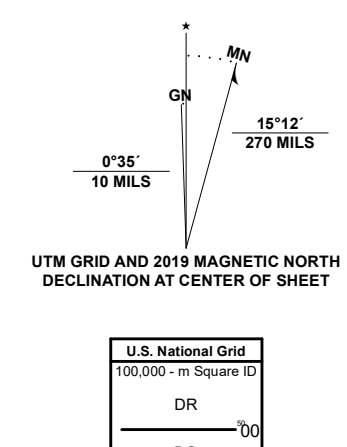 ★
MN
GN
15°12´
270 MILS
0°35´
10 MILS
UTM GRID AND 2019 MAGNETIC NORTH
DECLINATION AT CENTER OF SHEET
U.S. National Grid
100,000 - m Square ID
DR
⁵⁰00